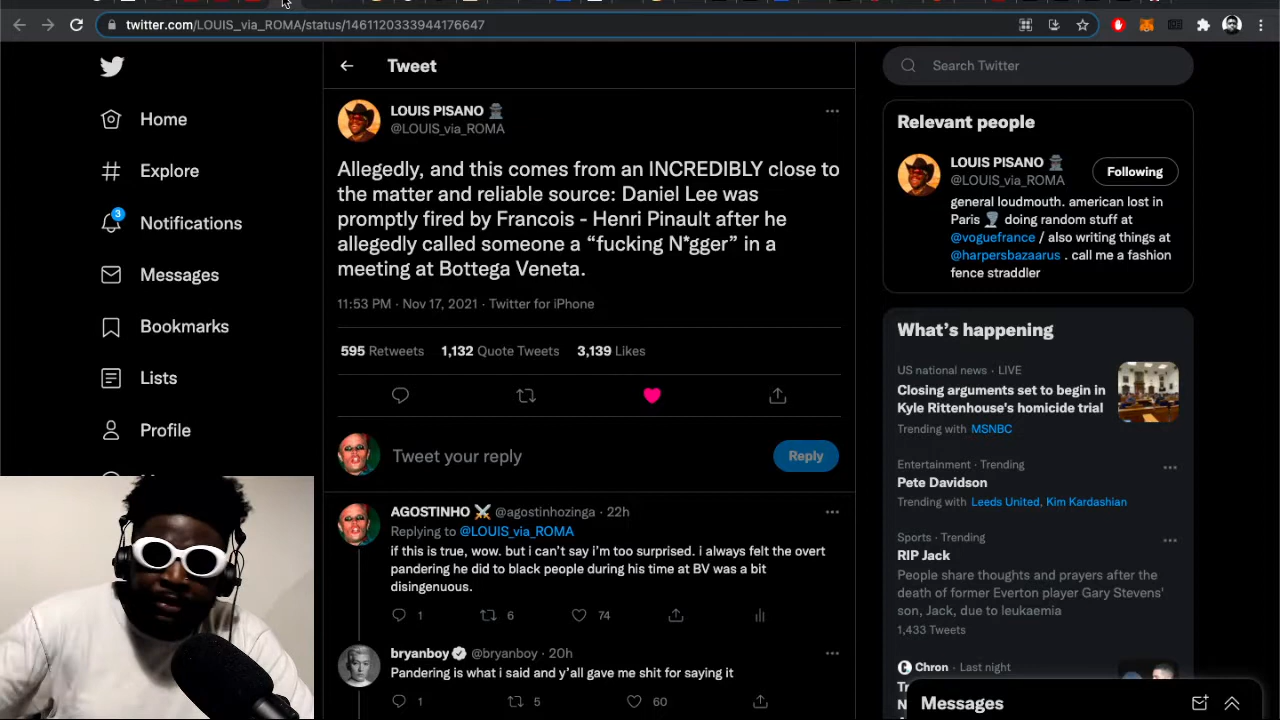 twitter.com/LOUIS_via_ROMA/status/1461120333944176647
Home
Explore
3
Notifications
Messages
Bookmarks
Lists
Profile
Tweet
LOUIS PISANO
@LOUIS_via_ROMA
Allegedly, and this comes from an INCREDIBLY close to
the matter and reliable source: Daniel Lee was
promptly fired by Francois - Henri Pinault after he
allegedly called someone a “fucking N*gger” in a
meeting at Bottega Veneta.
11:53 PM · Nov 17, 2021 · Twitter for iPhone
595 Retweets 1,132 Quote Tweets 3,139 Likes
Tweet your reply
Reply
AGOSTINHO ⚔ @agostinhozinga · 22h
Replying to @LOUIS_via_ROMA
if this is true, wow. but i can’t say i’m too surprised. i always felt the overt
pandering he did to black people during his time at BV was a bit
disingenuous.
1 6 74
bryanboy @bryanboy · 20h
Pandering is what i said and y’all gave me shit for saying it
1 5 60
Search Twitter
Relevant people
LOUIS PISANO
@LOUIS_via_ROMA
Following
general loudmouth. american lost in
Paris doing random stuff at
@voguefrance / also writing things at
@harpersbazaarus . call me a fashion
fence straddler
What’s happening
US national news · LIVE
Closing arguments set to begin in
Kyle Rittenhouse's homicide trial
Trending with MSNBC
Entertainment · Trending
Pete Davidson
Trending with Leeds United, Kim Kardashian
Sports · Trending
RIP Jack
People share thoughts and prayers after the
death of former Everton player Gary Stevens’
son, Jack, due to leukaemia
1,433 Tweets
Chron · Last night
Messages